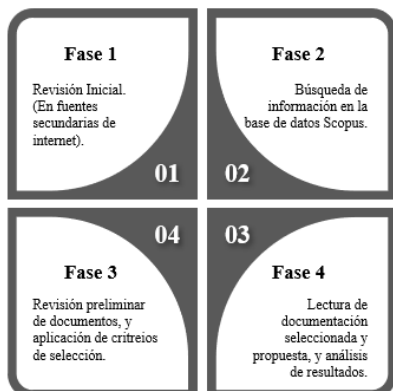 Fase 1
Revisión Inicial.
(En fuentes
secundarias de
internet).
01
Fase 2
Búsqueda de
información en la
base de datos Scopus.
02
04
Fase 3
Revisión preliminar
de documentos, y
aplicación de critreios
de selección.
03
Fase 4
Lectura de
documentación
seleccionada y
propuesta, y análisis
de resultados.